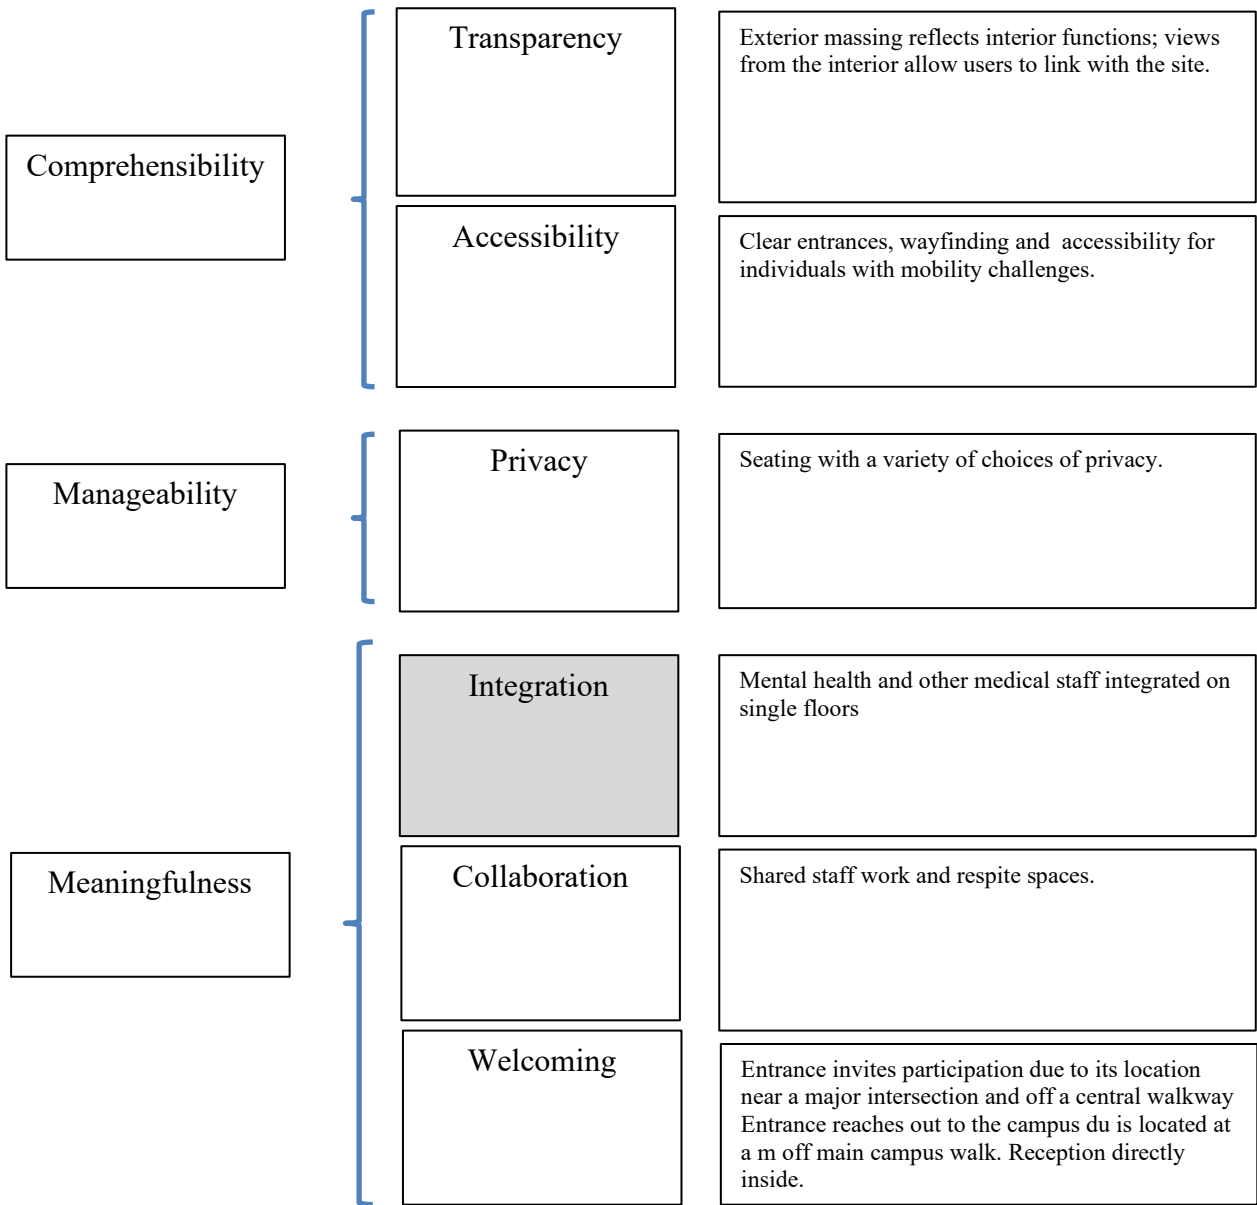 Comprehensibility
Transparency
Exterior massing reflects interior functions; views
from the interior allow users to link with the site.
Accessibility
Clear entrances, wayfinding and  accessibility for
individuals with mobility challenges.
Manageability
Privacy
Seating with a variety of choices of privacy.
Meaningfulness
Integration
Mental health and other medical staff integrated on
single floors
Collaboration
Shared staff work and respite spaces.
Welcoming
Entrance invites participation due to its location
near a major intersection and off a central walkway
Entrance reaches out to the campus du is located at
a m off main campus walk. Reception directly
inside.